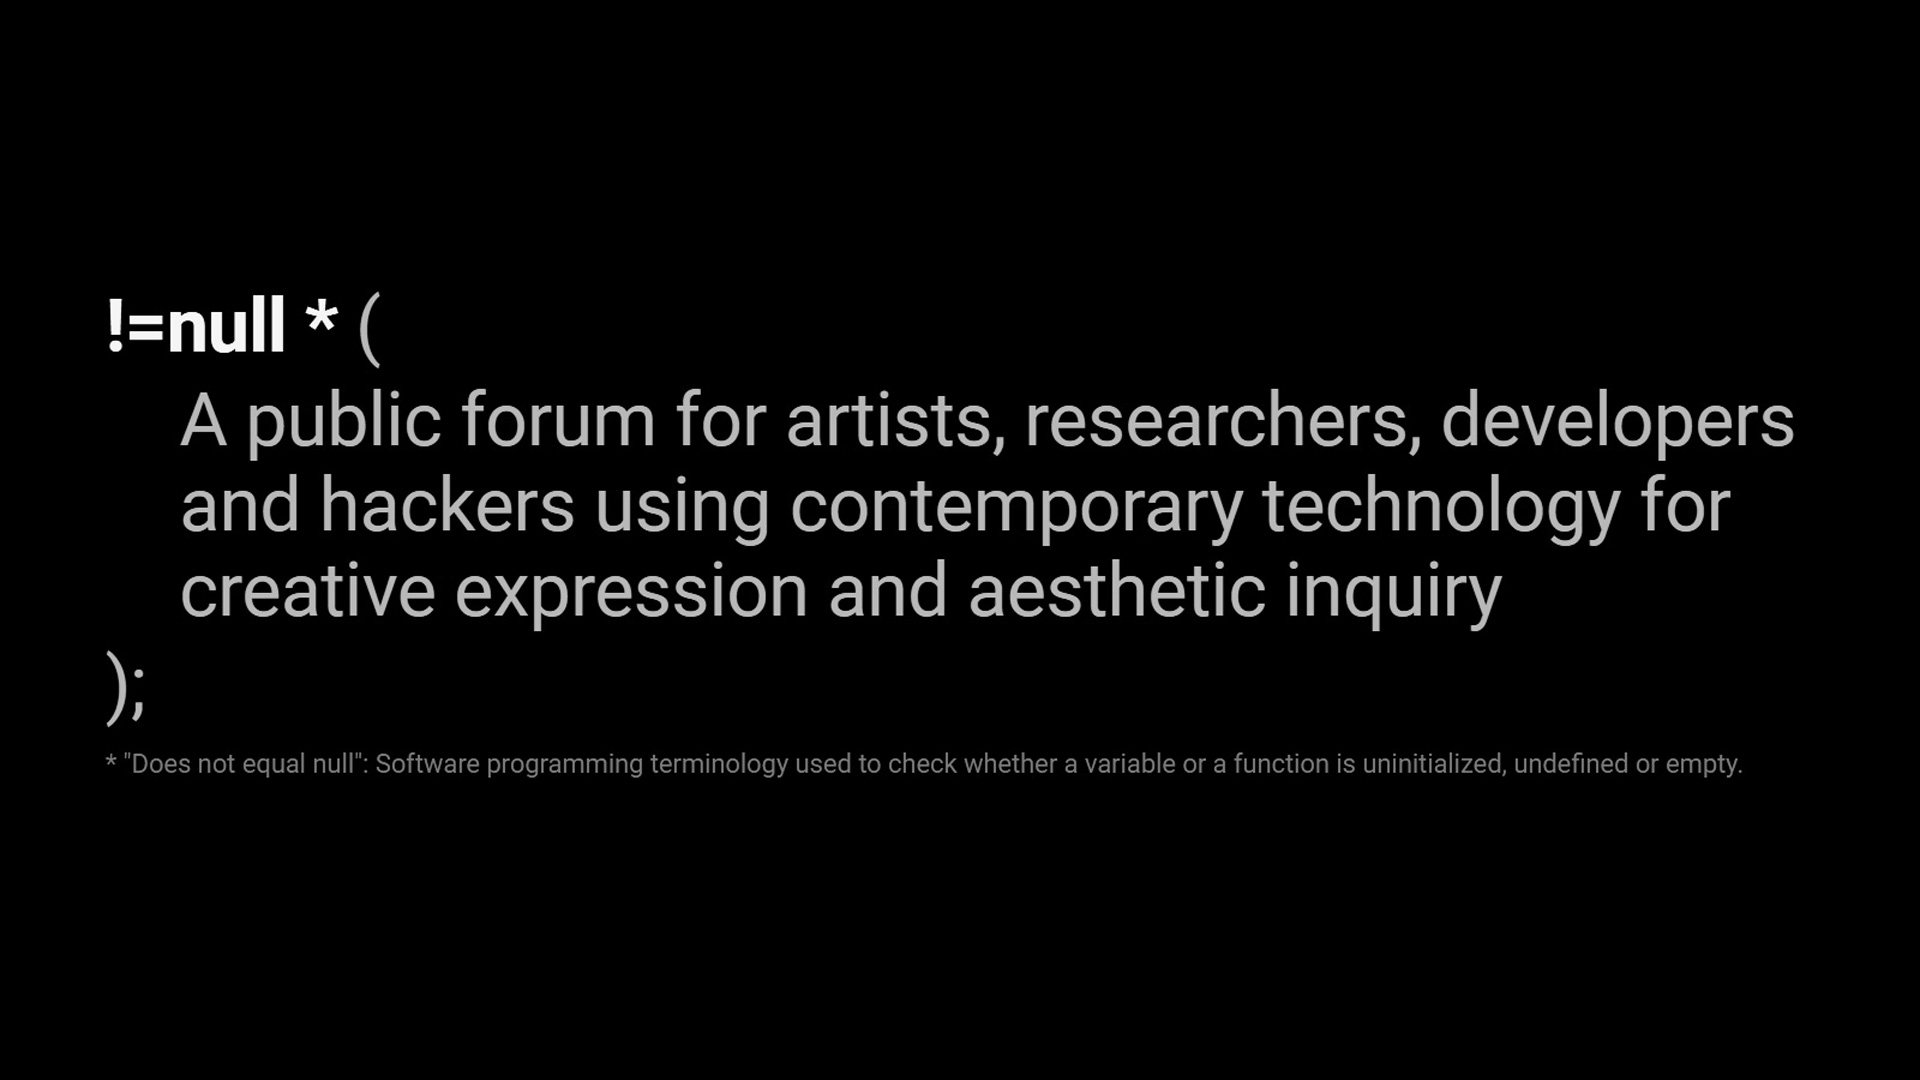 !=null * (
A public forum for artists, researchers, developers
and hackers using contemporary technology for
creative expression and aesthetic inquiry
);
* "Does not equal null": Software programming terminology used to check whether a variable or a function is uninitialized, undefined or empty.